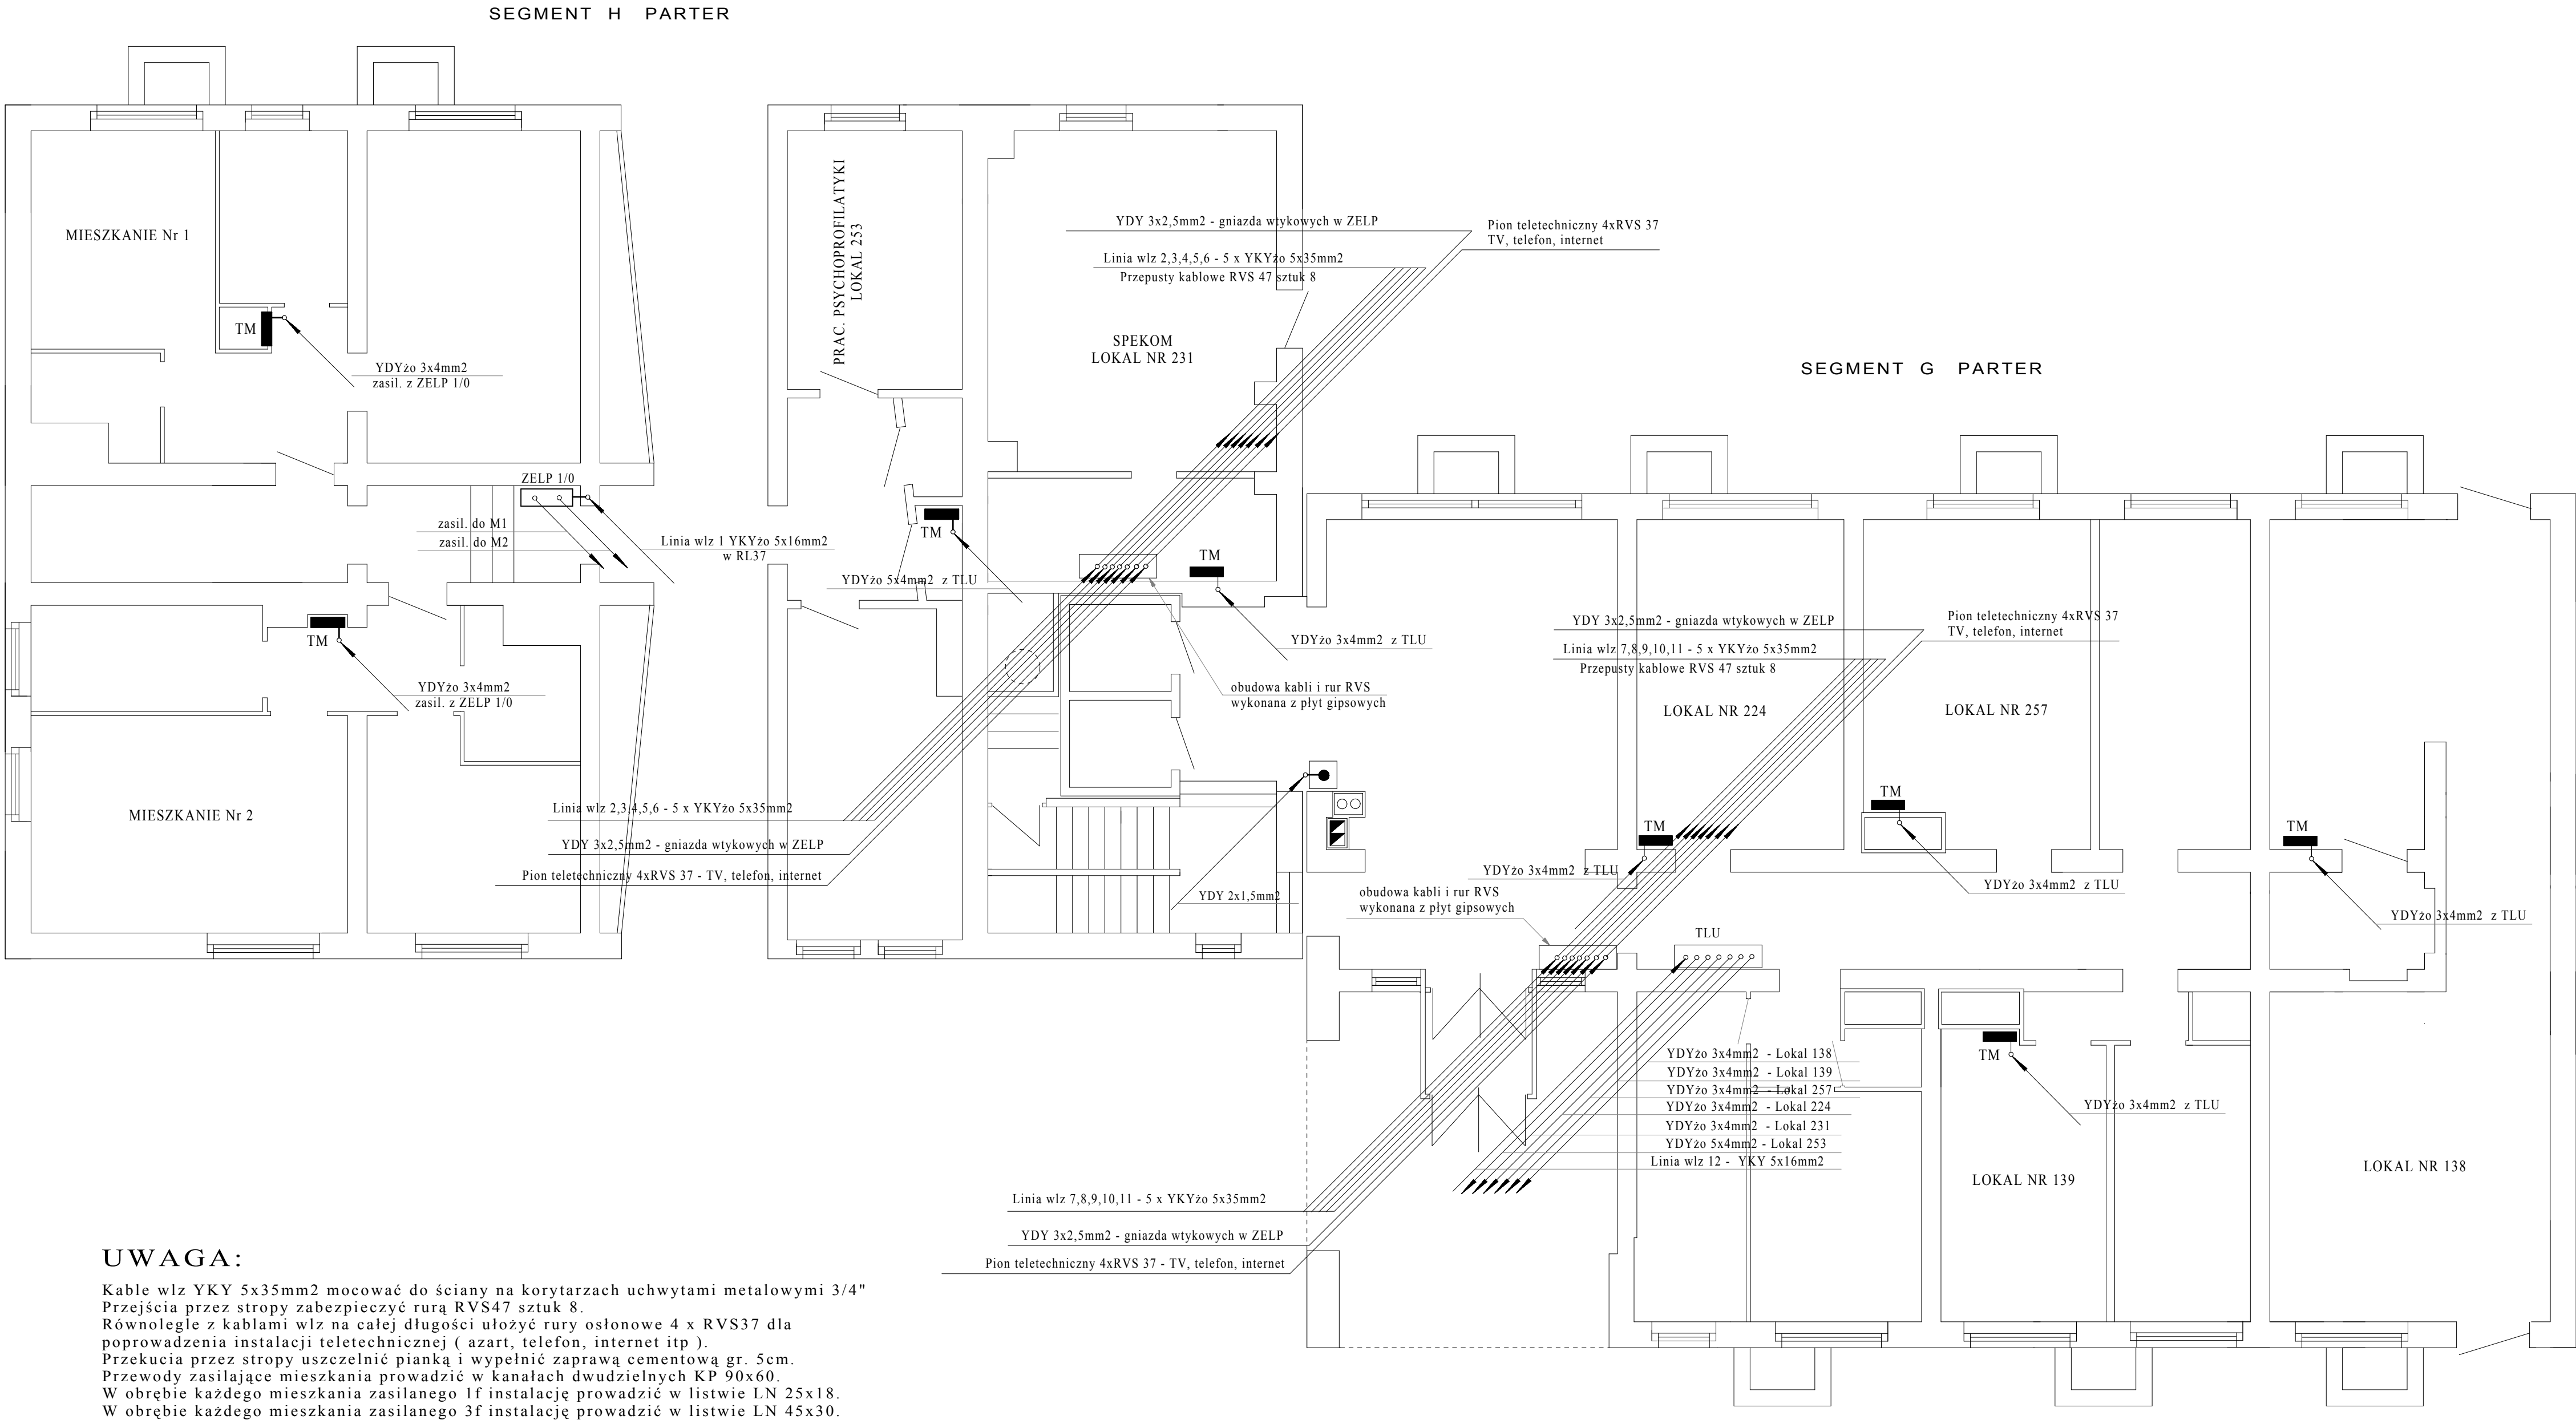 SEGMENT H PARTER
MIESZKANIE Nr 1
TM
YDYżo 3x4mm2
zasil. z ZELP 1/0
ZELP 1/0
zasil. do M1
zasil. do M2
Linia wlz 1 YKYżo 5x16mm2
w RL37
TM
YDYżo 3x4mm2
zasil. z ZELP 1/0
MIESZKANIE Nr 2
PRAC. PSYCHOPROFILATYKI
LOKAL 253
YDY 3x2,5mm2 - gniazda wtykowych w ZELP
Linia wlz 2,3,4,5,6 - 5 x YKYżo 5x35mm2
Przepusty kablowe RVS 47 sztuk 8
Pion teletechniczny 4xRVS 37
TV, telefon, internet
SPEKOM
LOKAL NR 231
TM
YDYżo 5x4mm2 z TLU
TM
YDYżo 3x4mm2 z TLU
obudowa kabli i rur RVS
wykonana z płyt gipsowych
Linia wlz 2,3,4,5,6 - 5 x YKYżo 5x35mm2
YDY 3x2,5mm2 - gniazda wtykowych w ZELP
Pion teletechniczny 4xRVS 37 - TV, telefon, internet
YDY 2x1,5mm2
SEGMENT G PARTER
YDY 3x2,5mm2 - gniazda wtykowych w ZELP
Linia wlz 7,8,9,10,11 - 5 x YKYżo 5x35mm2
Przepusty kablowe RVS 47 sztuk 8
Pion teletechniczny 4xRVS 37
TV, telefon, internet
LOKAL NR 224
LOKAL NR 257
TM
TM
TM
YDYżo 3x4mm2 z TLU
YDYżo 3x4mm2 z TLU
YDYżo 3x4mm2 z TLU
obudowa kabli i rur RVS
wykonana z płyt gipsowych
TLU
YDYżo 3x4mm2 - Lokal 138
YDYżo 3x4mm2 - Lokal 139
YDYżo 3x4mm2 - Lokal 257
YDYżo 3x4mm2 - Lokal 224
YDYżo 3x4mm2 - Lokal 231
YDYżo 5x4mm2 - Lokal 253
Linia wlz 12 - YKY 5x16mm2
TM
YDYżo 3x4mm2 z TLU
LOKAL NR 139
LOKAL NR 138
Linia wlz 7,8,9,10,11 - 5 x YKYżo 5x35mm2
YDY 3x2,5mm2 - gniazda wtykowych w ZELP
Pion teletechniczny 4xRVS 37 - TV, telefon, internet
UWAGA:
Kable wlz YKY 5x35mm2 mocować do ściany na korytarzach uchwytami metalowymi 3/4"
Przejścia przez stropy zabezpieczyć rurą RVS47 sztuk 8.
Równolegle z kablami wlz na całej długości ułożyć rury osłonowe 4 x RVS37 dla
poprowadzenia instalacji teletechnicznej ( azart, telefon, internet itp ).
Przekucia przez stropy uszczelnić pianką i wypełnić zaprawą cementową gr. 5cm.
Przewody zasilające mieszkania prowadzić w kanałach dwudzielnych KP 90x60.
W obrębie każdego mieszkania zasilanego 1f instalację prowadzić w listwie LN 25x18.
W obrębie każdego mieszkania zasilanego 3f instalację prowadzić w listwie LN 45x30.